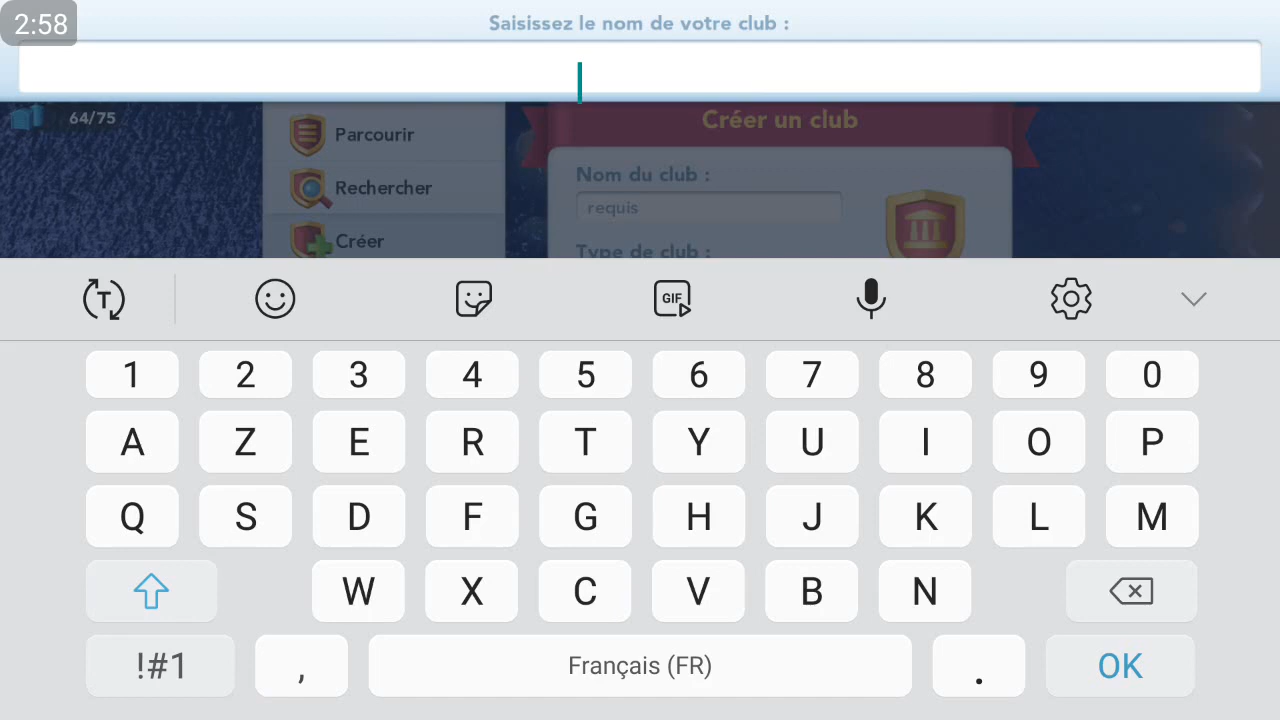 2:58
Saisissez le nom de votre club :
64/75
Parcourir
Rechercher
Créer
Créer un club
Nom du club :
requis
Type de club :
T
GIF
1 2 3 4 5 6 7 8 9 0
A Z E R T Y U I O P
Q S D F G H J K L M
W X C V B N
!#1 , Français (FR) . OK